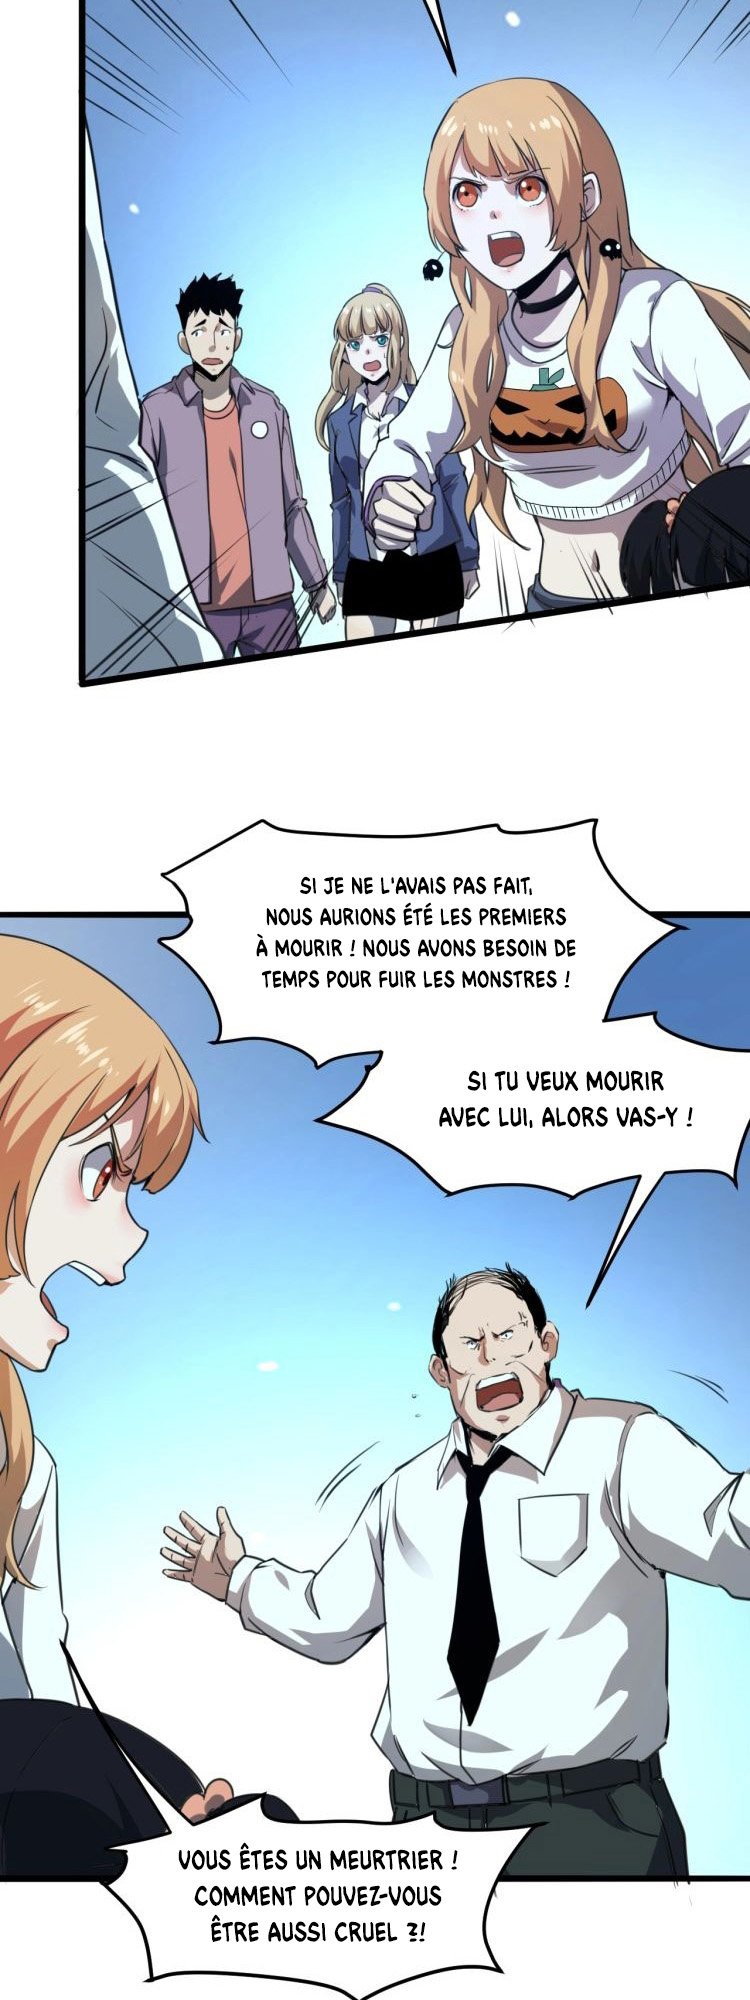 SI JE NE L'AVAIS PAS FAIT,
NOUS AURIONS ÉTÉ LES PREMIERS
À MOURIR ! NOUS AVONS BESOIN DE
TEMPS POUR FUIR LES MONSTRES !
SI TU VEUX MOURIR
AVEC LUI, ALORS VAS-Y !
VOUS ÊTES UN MEURTRIER !
COMMENT POUVEZ-VOUS
ÊTRE AUSSI CRUEL ?!